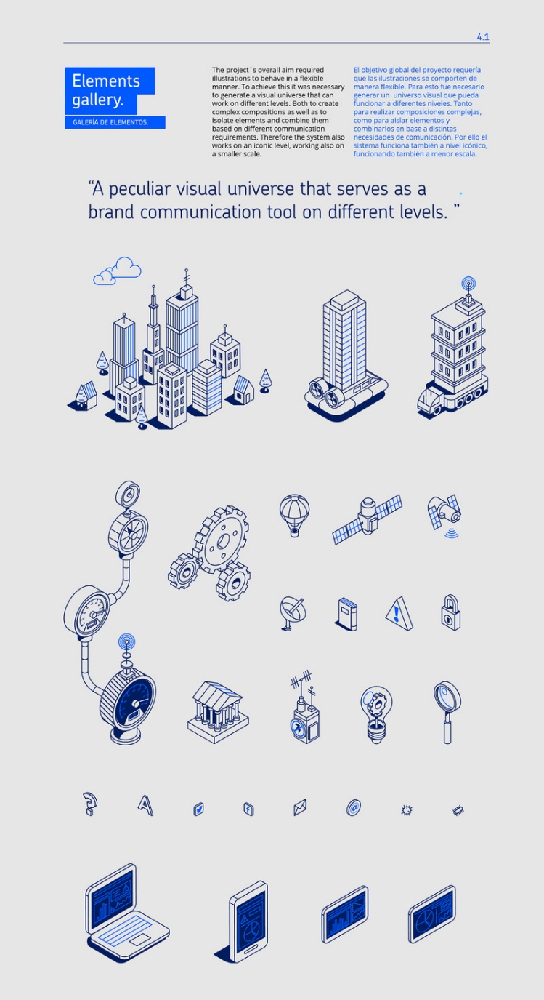 4.1
Elements
gallery.
GALERÍA DE ELEMENTOS.
The project´s overall aim required
illustrations to behave in a flexible
manner. To achieve this it was necessary
to generate a visual universe that can
work on different levels. Both to create
complex compositions as well as to
isolate elements and combine them
based on different communication
requirements. Therefore the system also
works on an iconic level, working also on
a smaller scale.
El objetivo global del proyecto requería
que las ilustraciones se comporten de
manera flexible. Para esto fue necesario
generar un universo visual que pueda
funcionar a diferentes niveles. Tanto
para realizar composiciones complejas,
como para aislar elementos y
combinarlos en base a distintas
necesidades de comunicación. Por ello el
sistema funciona también a nivel icónico,
funcionando también a menor escala.
“A peculiar visual universe that serves as a
brand communication tool on different levels. ”